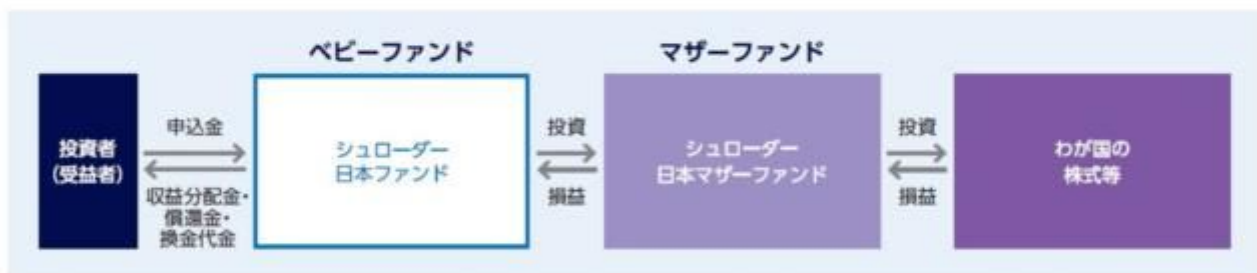 ベビーファンド
マザーファンド
投資者
(受益者)
申込金
収益分配金・
償還金・
換金代金
シュローダー
日本ファンド
投資
損益
シュローダー
日本マザーファンド
投資
損益
わが国の
株式等